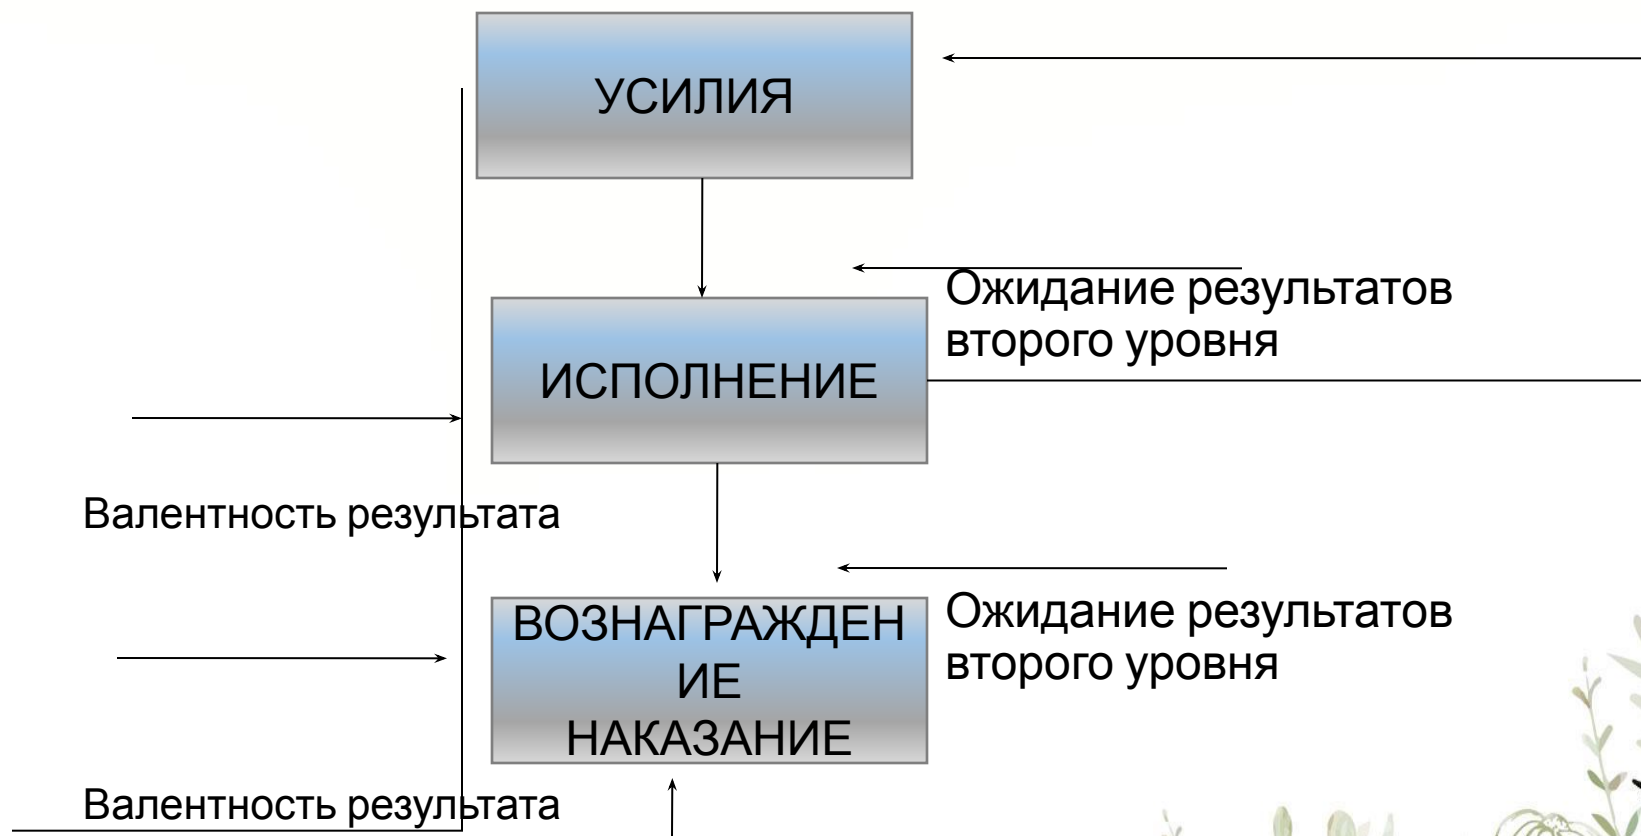 УСИЛИЯ
Ожидание результатов
второго уровня
ИСПОЛНЕНИЕ
Валентность результата
Ожидание результатов
второго уровня
ВОЗНАГРАЖДЕН
ИЕ
НАКАЗАНИЕ
Валентность результата